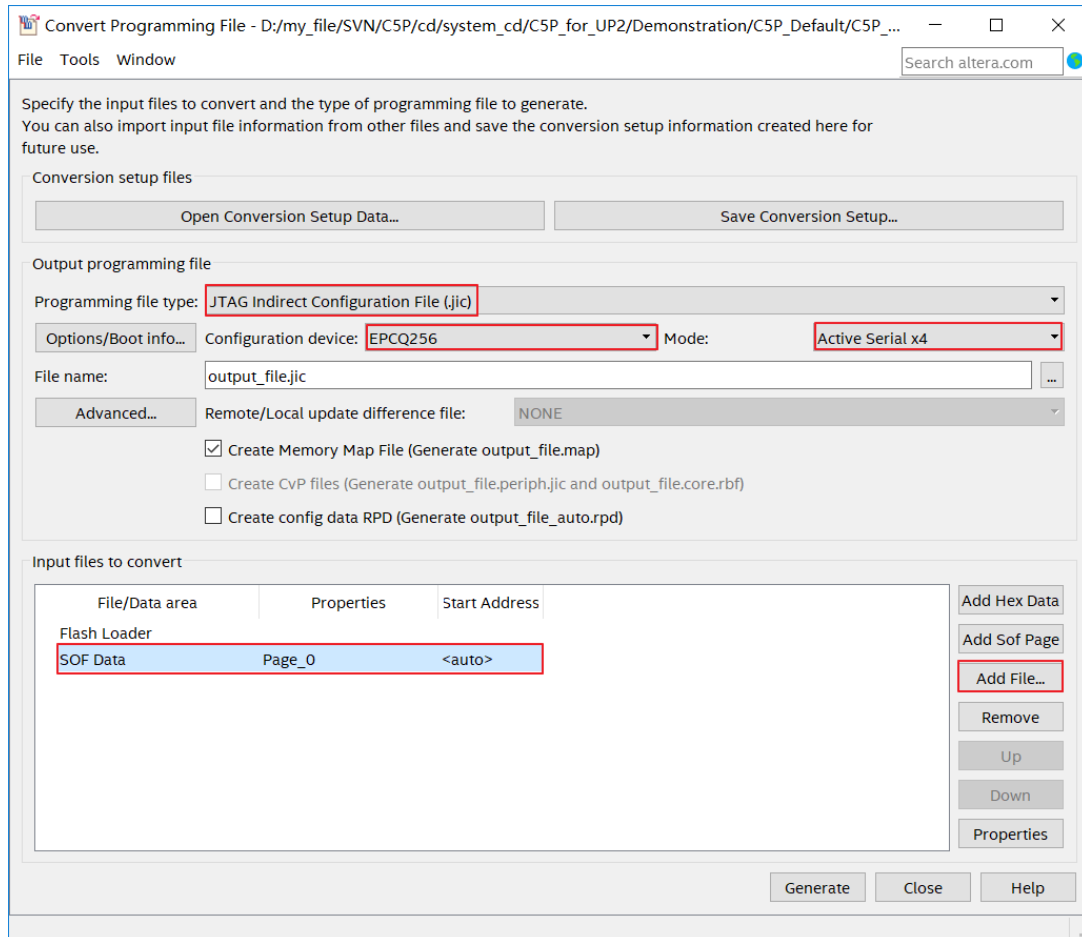 Convert Programming File - D:/my_file/SVN/C5P/cd/system_cd/C5P_for_UP2/Demonstration/C5P_Default/C5P_...
File Tools Window
Search altera.com
Specify the input files to convert and the type of programming file to generate.
You can also import input file information from other files and save the conversion setup information created here for
future use.
Conversion setup files
Open Conversion Setup Data...
Save Conversion Setup...
Output programming file
Programming file type: JTAG Indirect Configuration File (.jic)
Options/Boot info... Configuration device: EPCQ256 Mode: Active Serial x4
File name: output_file.jic ...
Advanced... Remote/Local update difference file: NONE
Create Memory Map File (Generate output_file.map)
Create CvP files (Generate output_file.periph.jic and output_file.core.rbf)
Create config data RPD (Generate output_file_auto.rpd)
Input files to convert
File/Data area Properties Start Address
Flash Loader
SOF Data Page_0 <auto>
Add Hex Data
Add Sof Page
Add File...
Remove
Up
Down
Properties
Generate Close Help